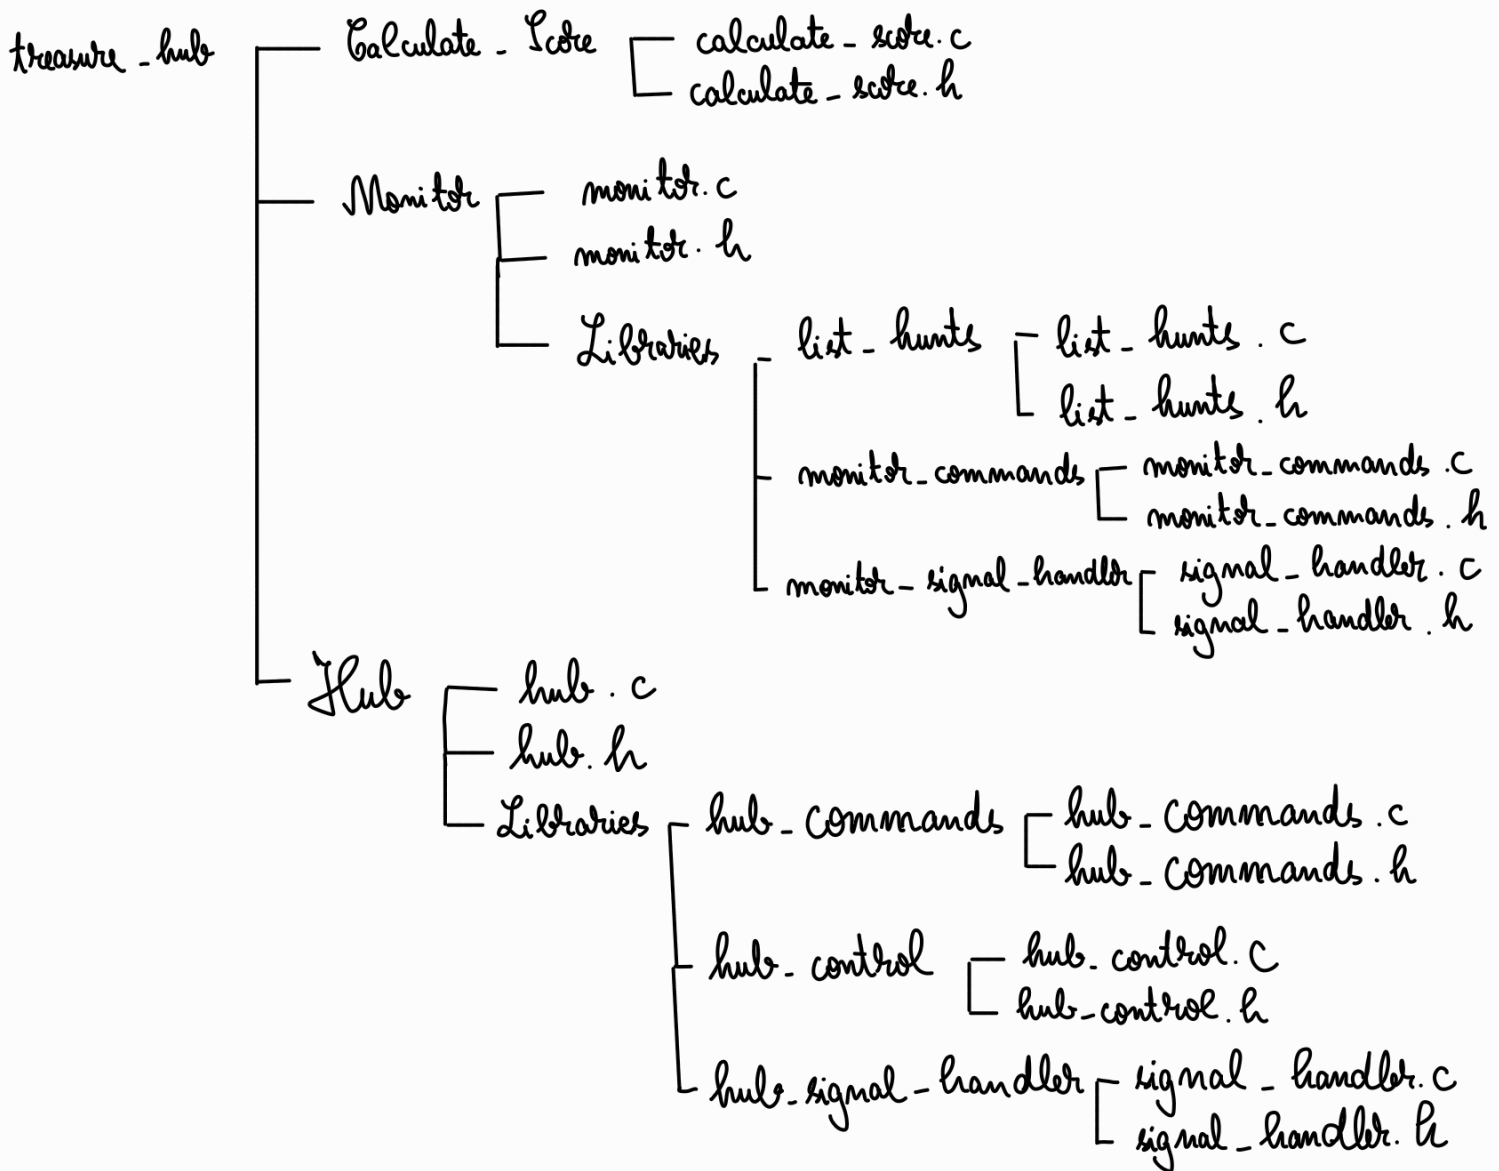 treasure_hub Calculate_Score calculate_score.c
calculate_score.h
Monitor monitor.c
monitor.h
Libraries list_hunts list_hunts.c
list_hunts.h
monitor_commands monitor_commands.c
monitor_commands.h
monitor_signal_handler signal_handler.c
signal_handler.h
Hub hub.c
hub.h
Libraries hub_commands hub_commands.c
hub_commands.h
hub_control hub_control.c
hub_control.h
hub_signal_handler signal_handler.c
signal_handler.h